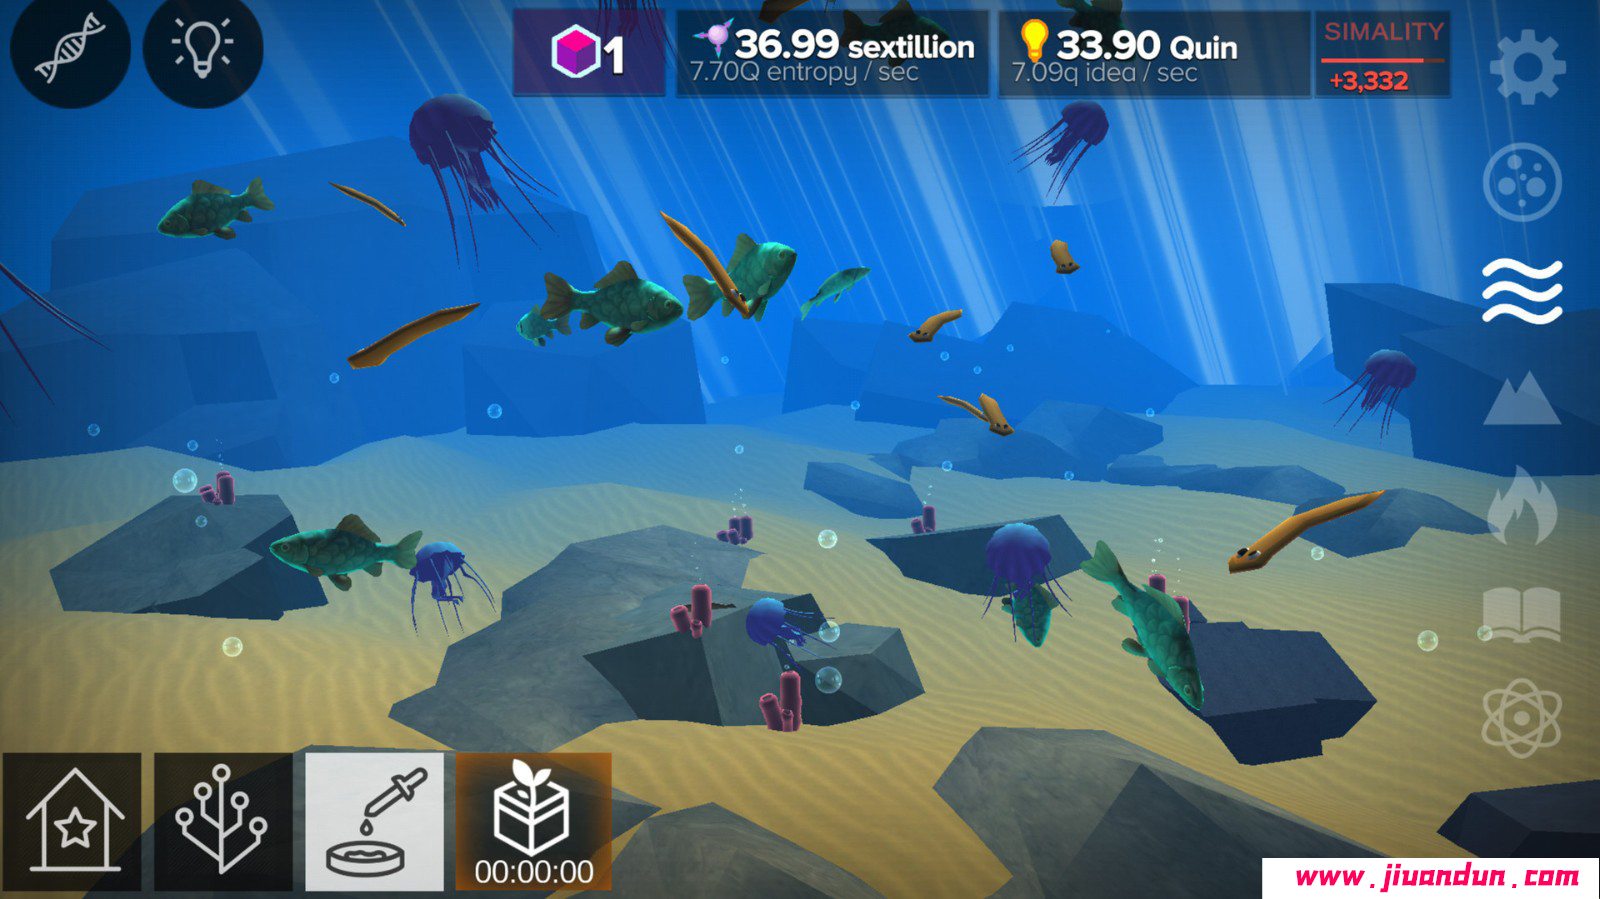 1
36.99 sextillion
7.70Q entropy / sec
33.90 Quin
7.09q idea / sec
SIMALITY
+3,332
00:00:00
www.jiuandun.com